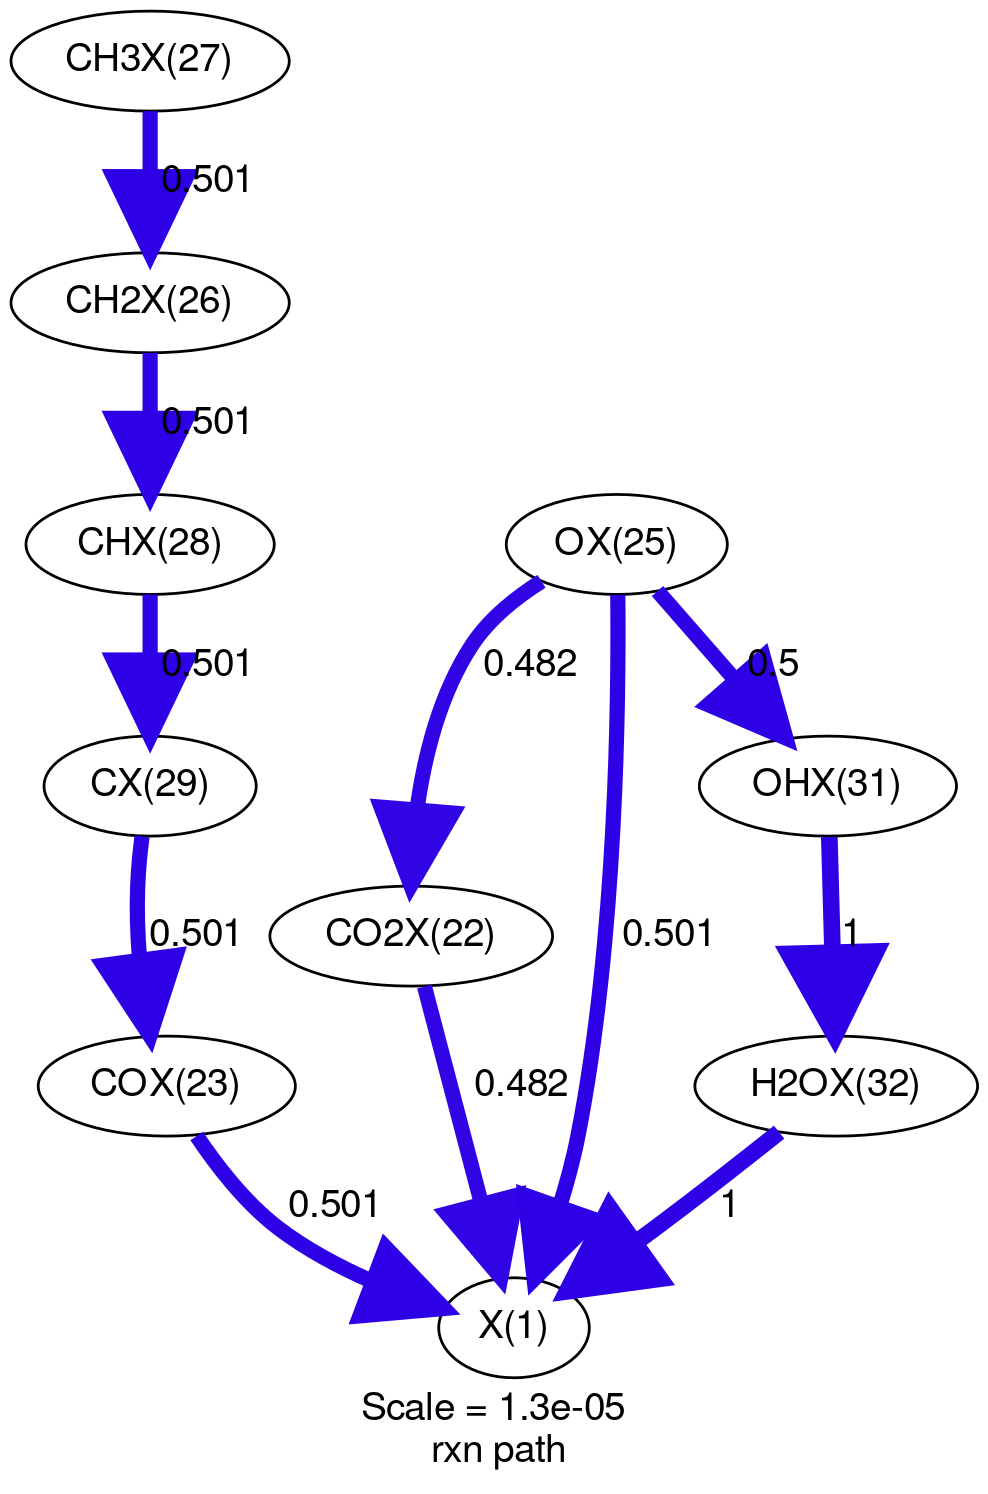 CH3X(27)
0.501
CH2X(26)
0.501
CHX(28)
OX(25)
0.501
0.482
0.5
CX(29)
OHX(31)
0.501
CO2X(22)
0.501
1
COX(23)
0.482
H2OX(32)
0.501
1
X(1)
Scale = 1.3e-05
rxn path